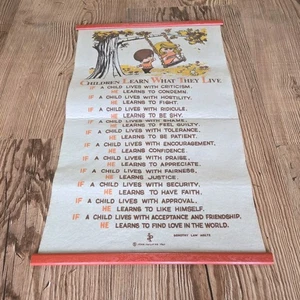 CHILDREN LEARN WHAT THEY LIVE
IF A CHILD LIVES WITH CRITICISM,
HE LEARNS TO CONDEMN.
IF A CHILD LIVES WITH HOSTILITY,
HE LEARNS TO FIGHT.
IF A CHILD LIVES WITH RIDICULE,
HE LEARNS TO BE SHY.
IF A CHILD LIVES WITH SHAME,
HE LEARNS TO FEEL GUILTY.
IF A CHILD LIVES WITH TOLERANCE,
HE LEARNS TO BE PATIENT.
IF A CHILD LIVES WITH ENCOURAGEMENT,
HE LEARNS CONFIDENCE.
IF A CHILD LIVES WITH PRAISE,
HE LEARNS TO APPRECIATE.
IF A CHILD LIVES WITH FAIRNESS,
HE LEARNS JUSTICE.
IF A CHILD LIVES WITH SECURITY,
HE LEARNS TO HAVE FAITH.
IF A CHILD LIVES WITH APPROVAL,
HE LEARNS TO LIKE HIMSELF.
IF A CHILD LIVES WITH ACCEPTANCE AND FRIENDSHIP,
HE LEARNS TO FIND LOVE IN THE WORLD.
DOROTHY LAW NOLTE